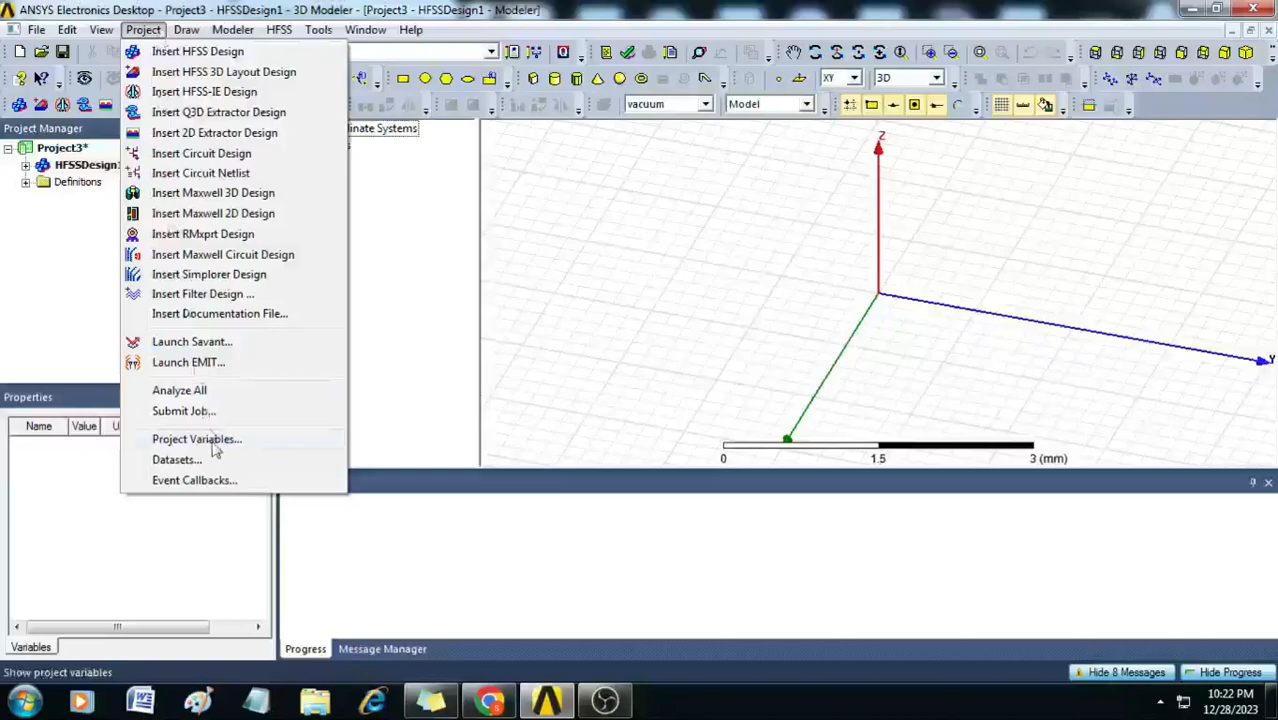 ANSYS Electronics Desktop - Project3 - HFSSDesign1 - 3D Modeler - [Project3 - HFSSDesign1 - Modeler]
File Edit View Project Draw Modeler HFSS Tools Window Help
Insert HFSS Design
Insert HFSS 3D Layout Design
Insert HFSS-IE Design
Insert Q3D Extractor Design
Insert 2D Extractor Design
Insert Circuit Design
Insert Circuit Netlist
Insert Maxwell 3D Design
Insert Maxwell 2D Design
Insert RMxprt Design
Insert Maxwell Circuit Design
Insert Simplorer Design
Insert Filter Design ...
Insert Documentation File...
Launch Savant...
Launch EMIT...
Analyze All
Submit Job...
Project Variables...
Datasets...
Event Callbacks...
XY 3D
vacuum Model
Project Manager
Project3*
HFSSDesign1
Definitions
inate Systems
Z
Y
0 1.5 3 (mm)
Properties
Name Value U
Variables
Progress Message Manager
Show project variables
Hide 8 Messages Hide Progress
10:22 PM
12/28/2023